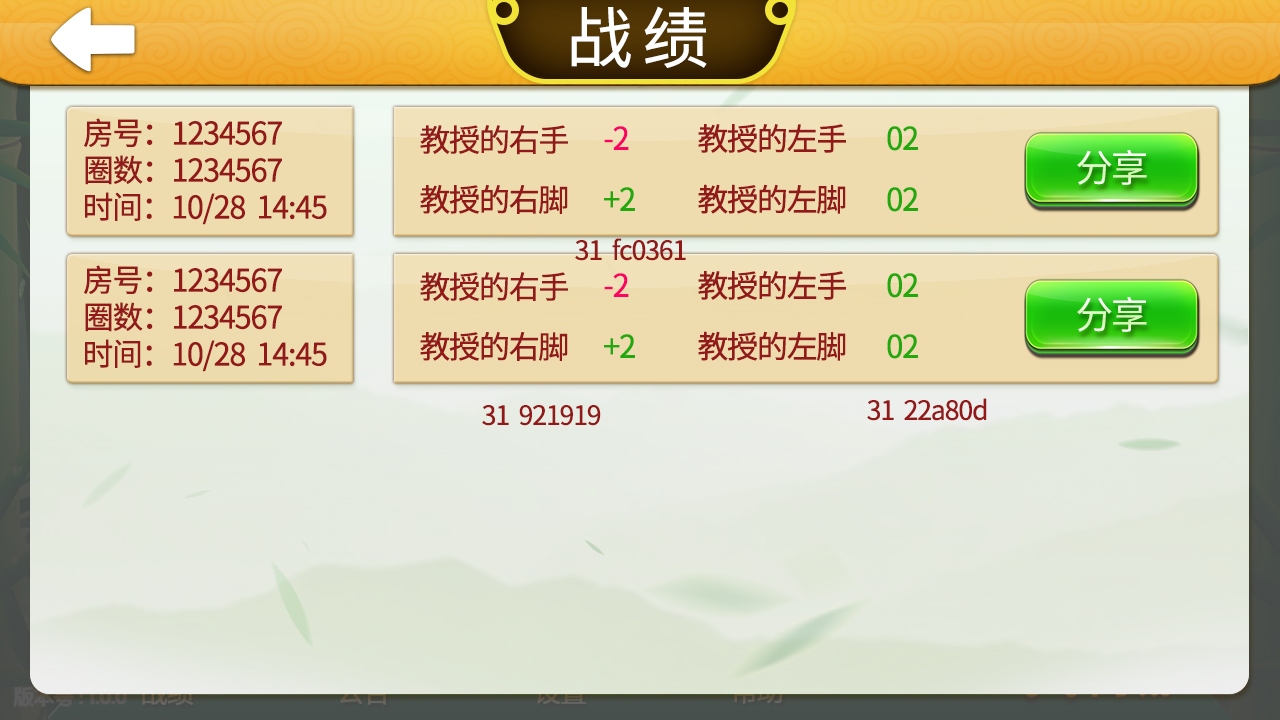 战绩
房号：1234567
圈数：1234567
时间：10/28 14:45
教授的右手 -2 教授的左手 02
教授的右脚 +2 教授的左脚 02
分享
31 fc0361
房号：1234567
圈数：1234567
时间：10/28 14:45
教授的右手 -2 教授的左手 02
教授的右脚 +2 教授的左脚 02
分享
31 921919
31 22a80d